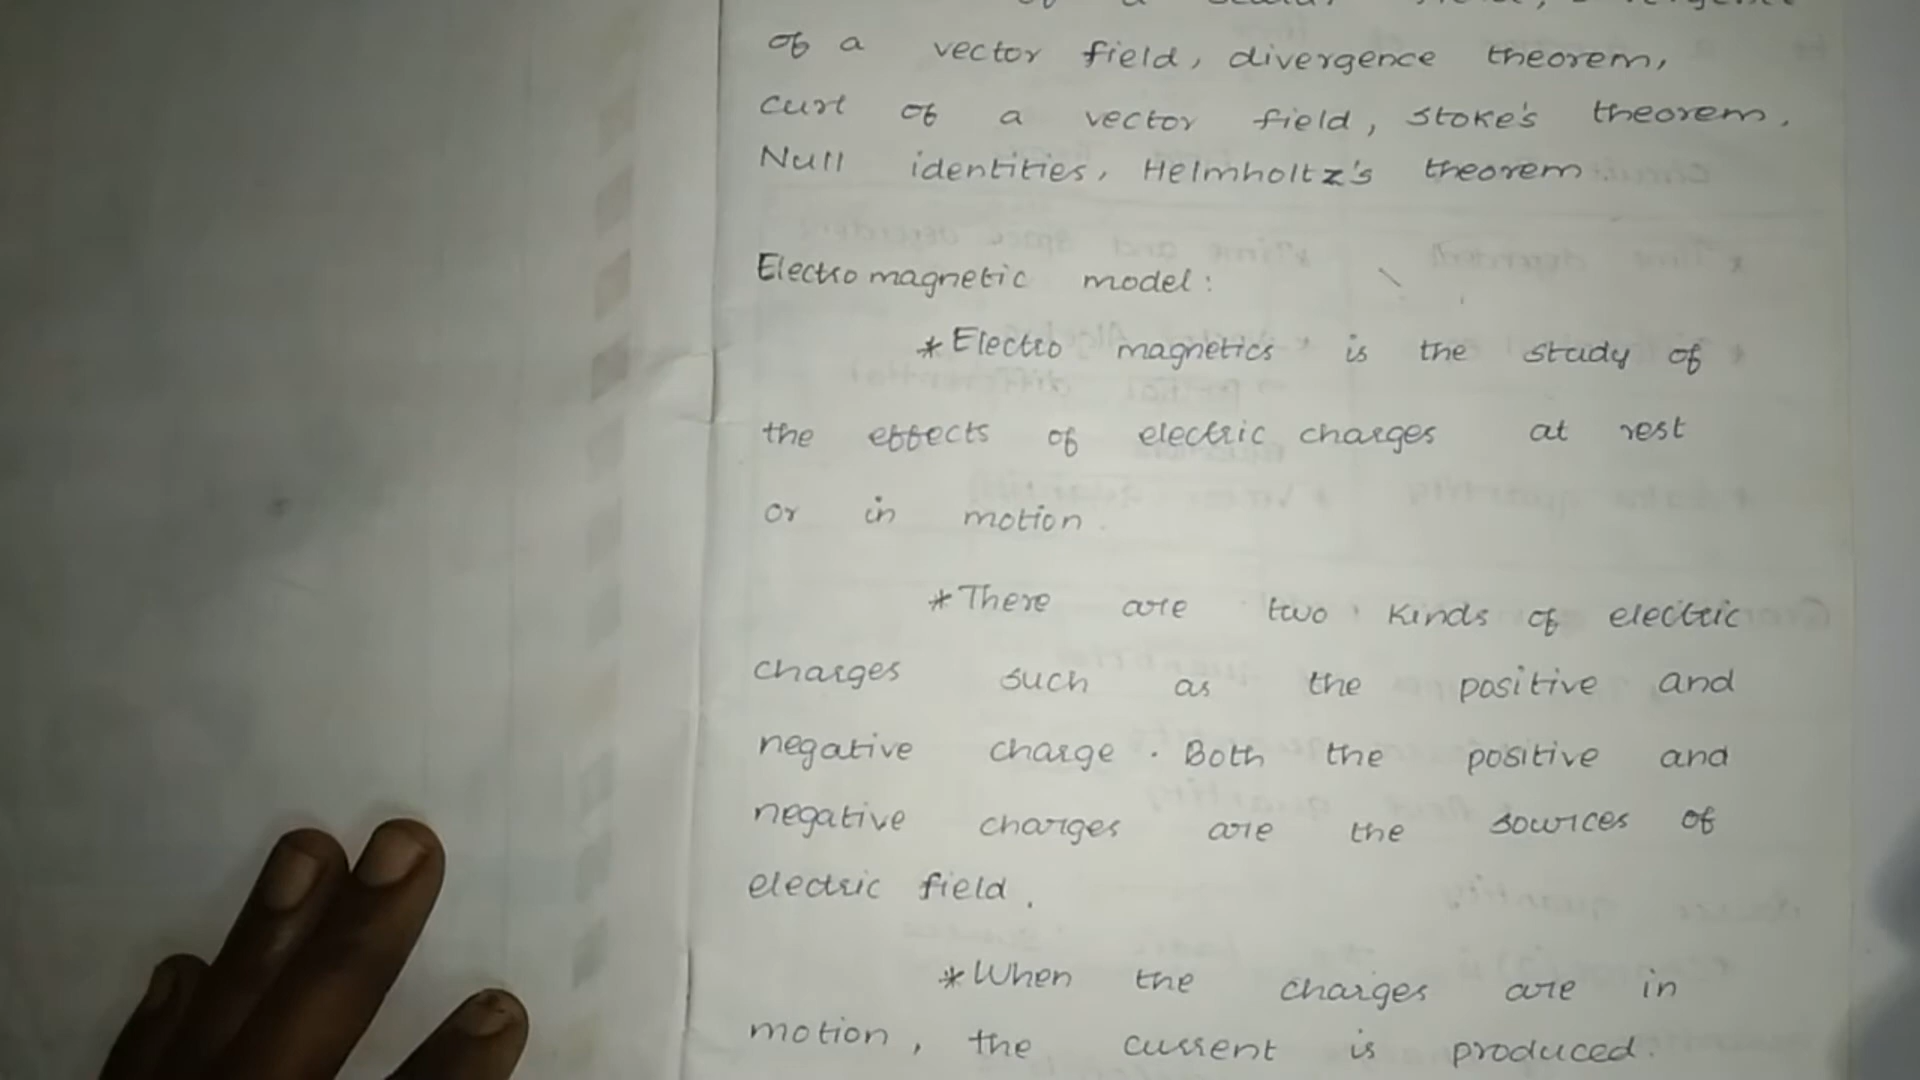 of a vector field, divergence theorem,
Curl of a vector field, Stoke's theorem,
Null identities, Helmholtz's theorem
Electro magnetic model:
* Electro magnetics is the study of
the effects of electric charges at rest
or in motion.
* There are two kinds of electric
charges such as the positive and
negative charge. Both the positive and
negative charges are the sources of
electric field.
* When the charges are in
motion, the current is produced.